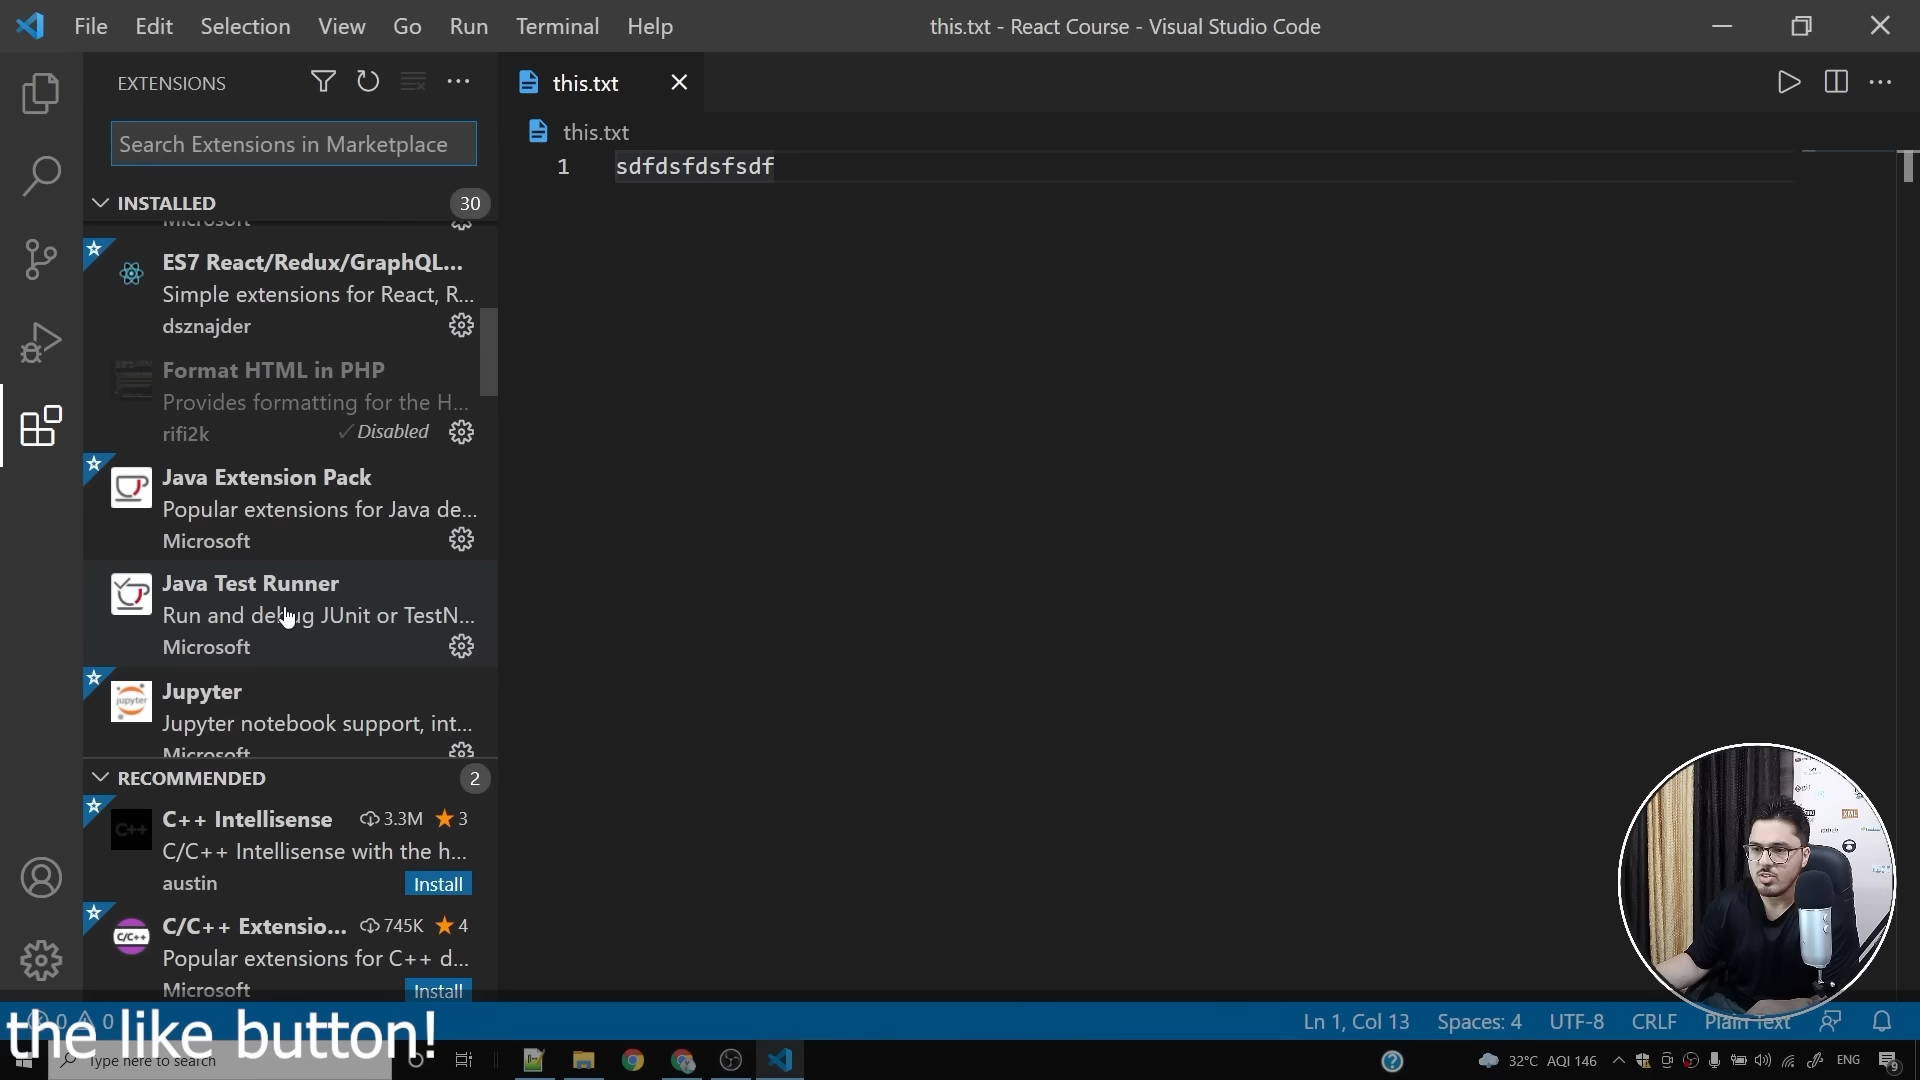 File Edit Selection View Go Run Terminal Help
this.txt - React Course - Visual Studio Code
EXTENSIONS
this.txt
Search Extensions in Marketplace
this.txt
1 sdfdsfdsfsdf
INSTALLED 30
Microsoft
ES7 React/Redux/GraphQL...
Simple extensions for React, R...
dsznajder
Format HTML in PHP
Provides formatting for the H...
rifi2k ✓Disabled
Java Extension Pack
Popular extensions for Java de...
Microsoft
Java Test Runner
Run and debug JUnit or TestN...
Microsoft
Jupyter
Jupyter notebook support, int...
Microsoft
RECOMMENDED 2
C++ Intellisense 3.3M ★ 3
C/C++ Intellisense with the h...
austin Install
C/C++ Extensio... 745K ★ 4
Popular extensions for C++ d...
Microsoft Install
0 0
the like button!
Ln 1, Col 13 Spaces: 4 UTF-8 CRLF Plain Text
Type here to search
32°C AQI 146 ENG 9